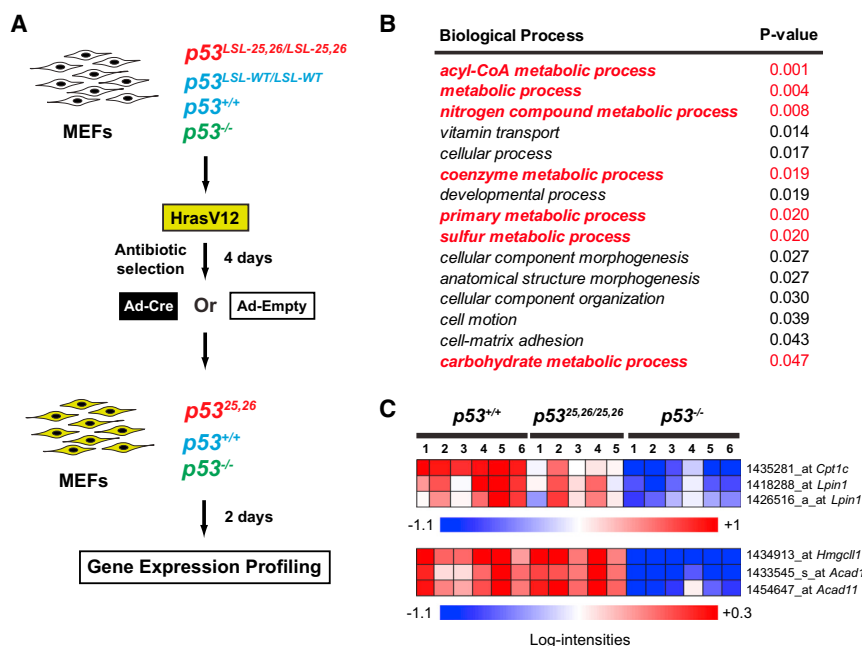 A
p53LSL-25,26/LSL-25,26
p53LSL-WT/LSL-WT
p53+/+
p53-/-
MEFs
HrasV12
Antibiotic selection
4 days
Ad-Cre Or Ad-Empty
p5325,26
p53+/+
p53-/-
MEFs
2 days
Gene Expression Profiling
B
Biological Process P-value
acyl-CoA metabolic process 0.001
metabolic process 0.004
nitrogen compound metabolic process 0.008
vitamin transport 0.014
cellular process 0.017
coenzyme metabolic process 0.019
developmental process 0.019
primary metabolic process 0.020
sulfur metabolic process 0.020
cellular component morphogenesis 0.027
anatomical structure morphogenesis 0.027
cellular component organization 0.030
cell motion 0.039
cell-matrix adhesion 0.043
carbohydrate metabolic process 0.047
C
p53+/+ p5325,26/25,26 p53-/-
1 2 3 4 5 6 1 2 3 4 5 1 2 3 4 5 6
1435281_at Cpt1c
1418288_at Lpin1
1426516_a_at Lpin1
-1.1 +1
1434913_at Hmgcll1
1433545_s_at Acad1
1454647_at Acad11
-1.1 +0.3
Log-intensities